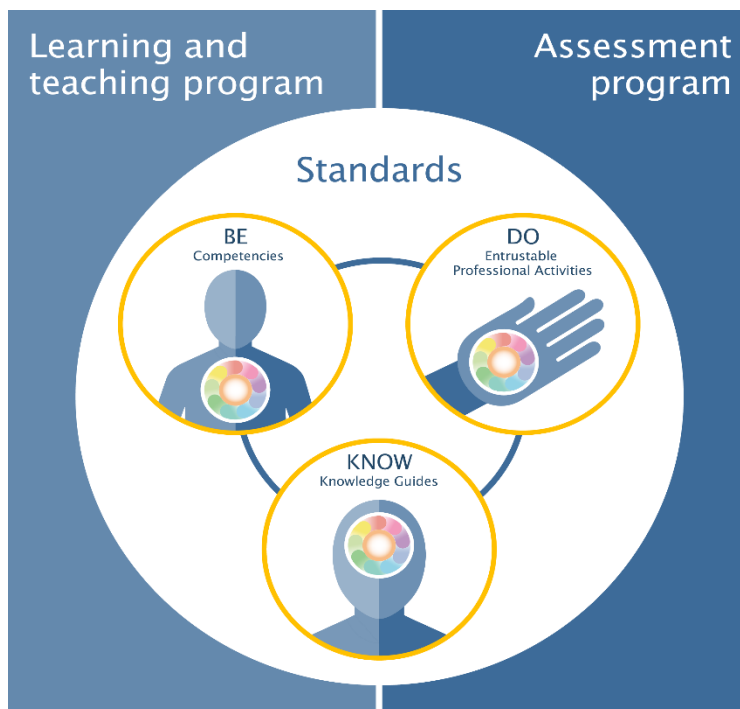 Learning and
teaching program
Assessment
program
Standards
BE
Competencies
DO
Entrustable
Professional Activities
KNOW
Knowledge Guides